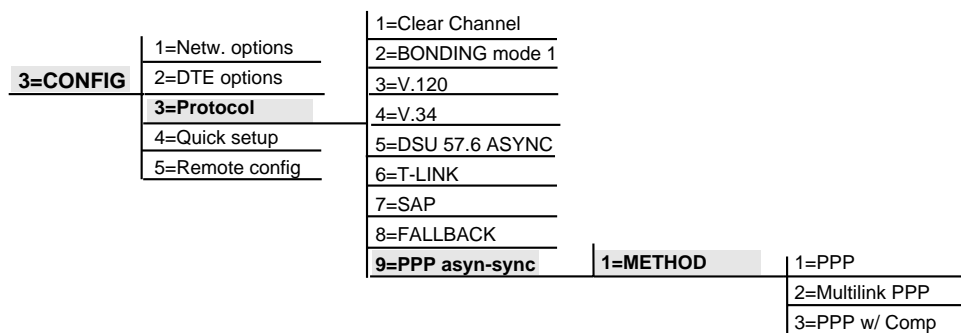 3=CONFIG
1=Netw. options
2=DTE options
3=Protocol
4=Quick setup
5=Remote config
1=Clear Channel
2=BONDING mode 1
3=V.120
4=V.34
5=DSU 57.6 ASYNC
6=T-LINK
7=SAP
8=FALLBACK
9=PPP asyn-sync
1=METHOD
1=PPP
2=Multilink PPP
3=PPP w/ Comp